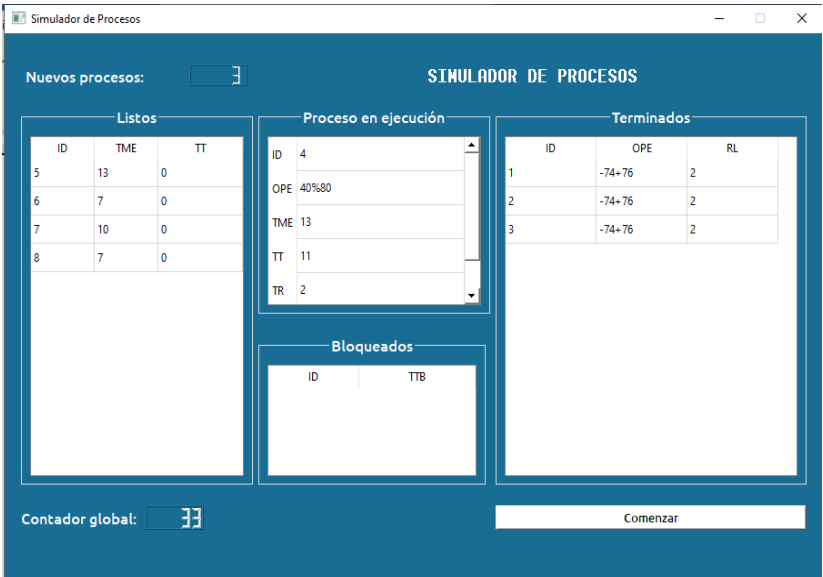 Simulador de Procesos
Nuevos procesos: 3
SIMULADOR DE PROCESOS
Listos
ID TME TT
5 13 0
6 7 0
7 10 0
8 7 0
Proceso en ejecución
ID 4
OPE 40%80
TME 13
TT 11
TR 2
Bloqueados
ID TTB
Terminados
ID OPE RL
1 -74+76 2
2 -74+76 2
3 -74+76 2
Contador global: 33
Comenzar